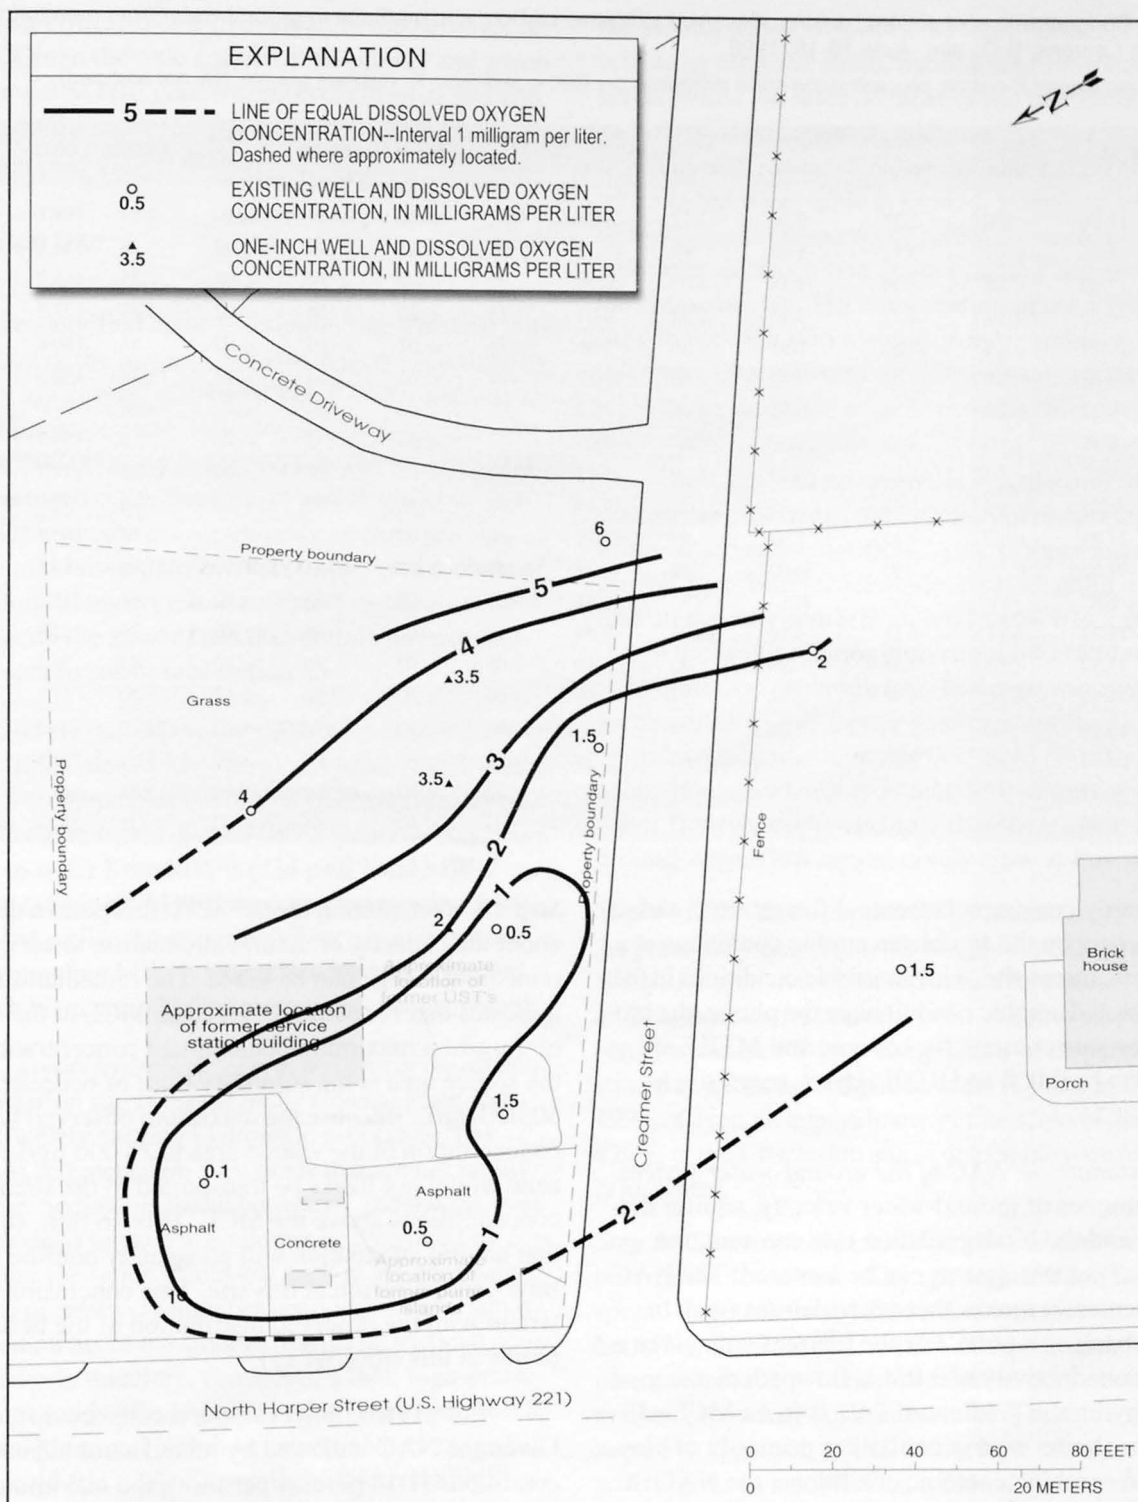 EXPLANATION
5
LINE OF EQUAL DISSOLVED OXYGEN
CONCENTRATION--Interval 1 milligram per liter.
Dashed where approximately located.
0.5
EXISTING WELL AND DISSOLVED OXYGEN
CONCENTRATION, IN MILLIGRAMS PER LITER
3.5
ONE-INCH WELL AND DISSOLVED OXYGEN
CONCENTRATION, IN MILLIGRAMS PER LITER
N
Concrete Driveway
6
Property boundary
5
4
3.5
2
Grass
1.5
3
3.5
4
Property boundary
Property boundary
Fence
2
1
2
0.5
Approximate
location of
former UST's
1.5
Brick
house
Approximate location
of former service
station building
Creamer Street
Porch
1.5
0.1
Asphalt
Asphalt
0.5
1
2
Concrete
Approximate
location of
former pump
islands
1
North Harper Street (U.S. Highway 221)
0 20 40 60 80 FEET
0 20 METERS